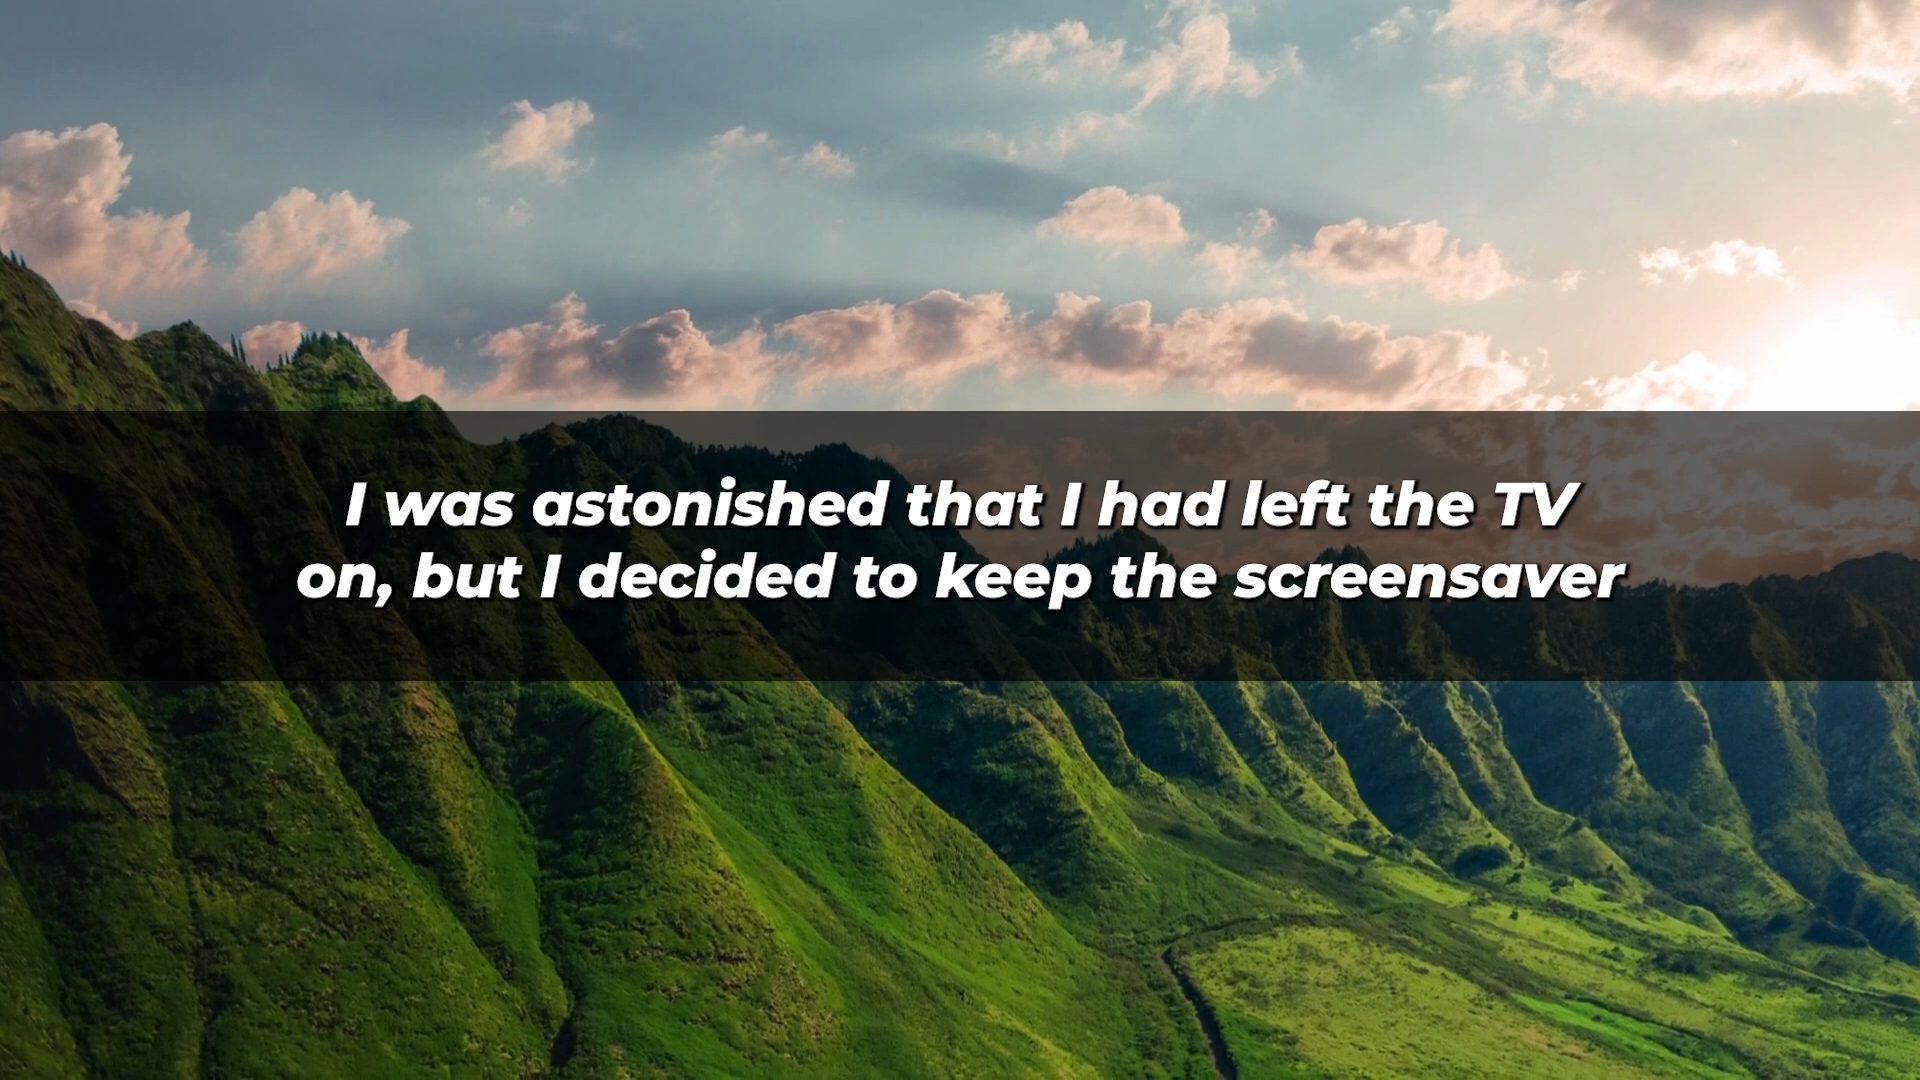 I was astonished that I had left the TV
on, but I decided to keep the screensaver